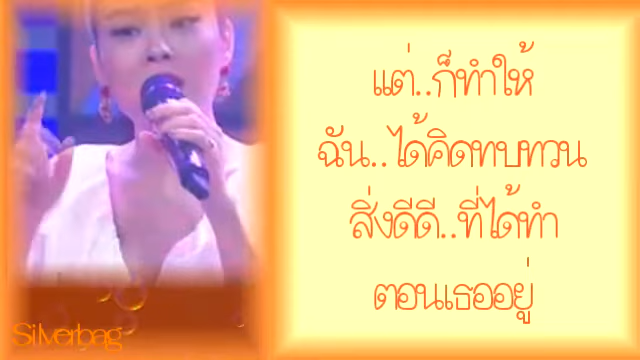 แต่..ก็ทำให้
ฉัน..ได้คิดทบทวน
สิ่งดีดี..ที่ได้ทำ
ตอนเธออยู่
Silverbag